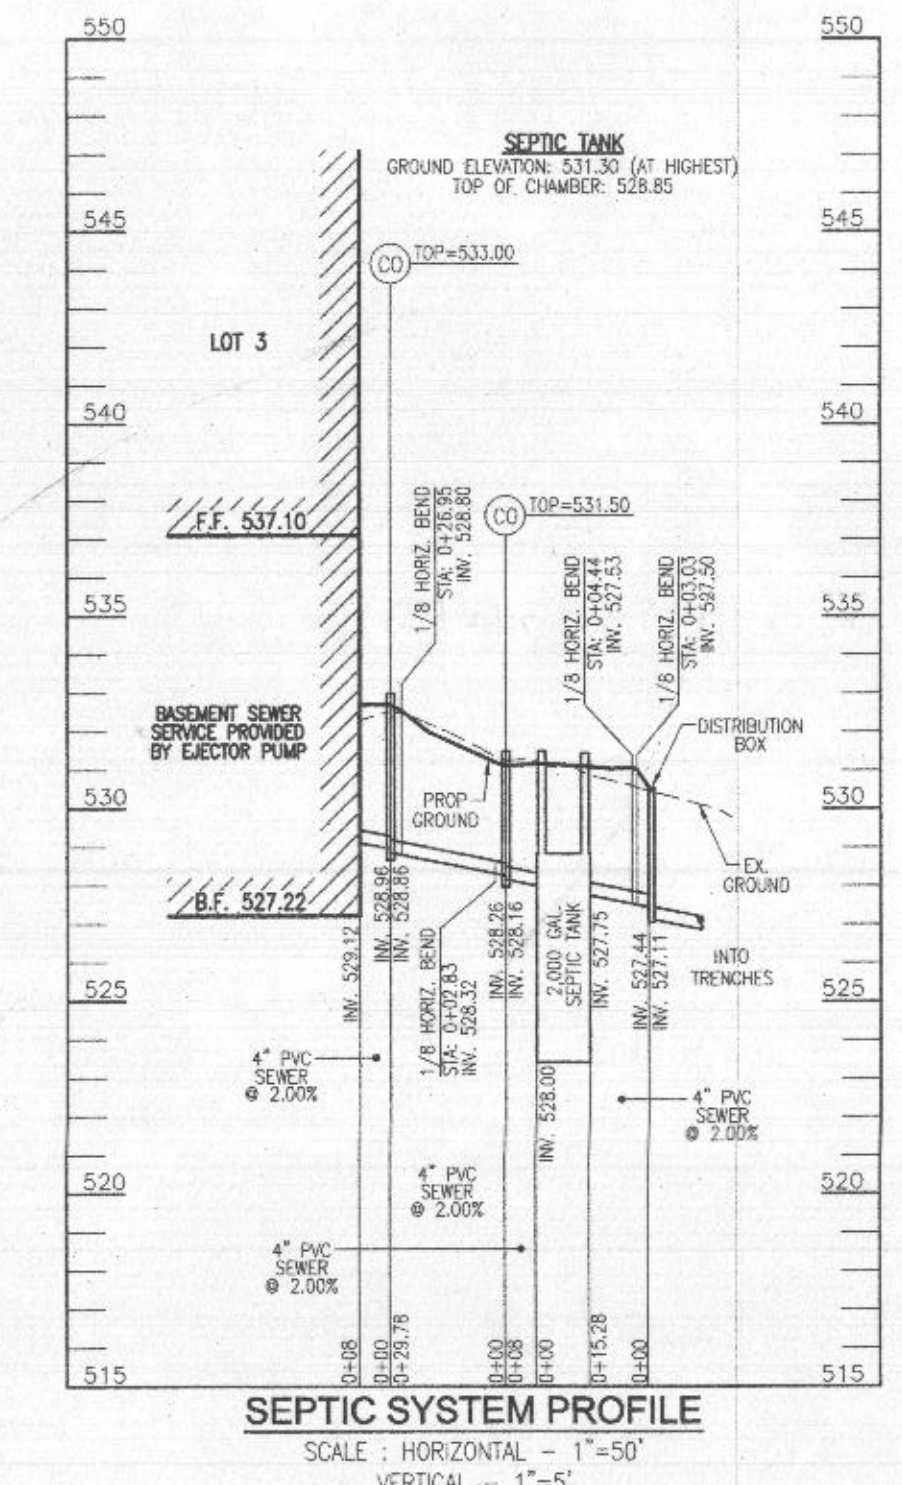 550
550
SEPTIC TANK
GROUND ELEVATION: 531.30 (AT HIGHEST)
TOP OF CHAMBER: 528.85
545
545
CO
TOP=533.00
LOT 3
540
540
1/8 HORIZ. BEND
STA: 0+26.95
INV. 528.80
CO
TOP=531.50
F.F. 537.10
1/8 HORIZ. BEND
STA: 0+04.44
INV. 527.53
1/8 HORIZ. BEND
STA: 0+03.03
INV. 527.50
535
535
BASEMENT SEWER
SERVICE PROVIDED
BY EJECTOR PUMP
DISTRIBUTION
BOX
530
530
PROP
GROUND
EX.
GROUND
B.F. 527.22
INV. 529.12
INV. 528.96
INV. 528.86
1/8 HORIZ. BEND
STA: 0+02.83
INV. 528.32
INV. 528.26
INV. 528.16
2,000 GAL.
SEPTIC TANK
INV. 527.75
INV. 527.44
INV. 527.11
INTO
TRENCHES
525
525
4" PVC
SEWER
@ 2.00%
INV. 528.00
4" PVC
SEWER
@ 2.00%
520
520
4" PVC
SEWER
@ 2.00%
4" PVC
SEWER
@ 2.00%
0+08
0+00
0+29.78
0+00
0+08
0+00
0+15.28
0+00
515
515
SEPTIC SYSTEM PROFILE
SCALE : HORIZONTAL - 1"=50'
VERTICAL - 1"=5'